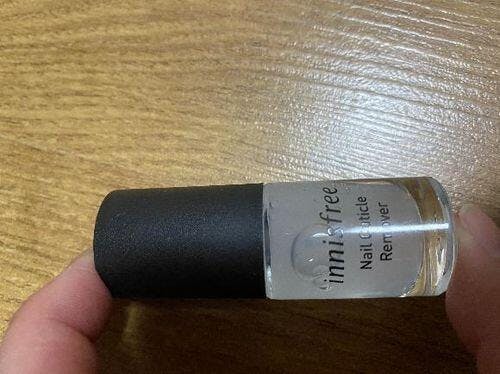 innisfree
Nail Cuticle
Remover